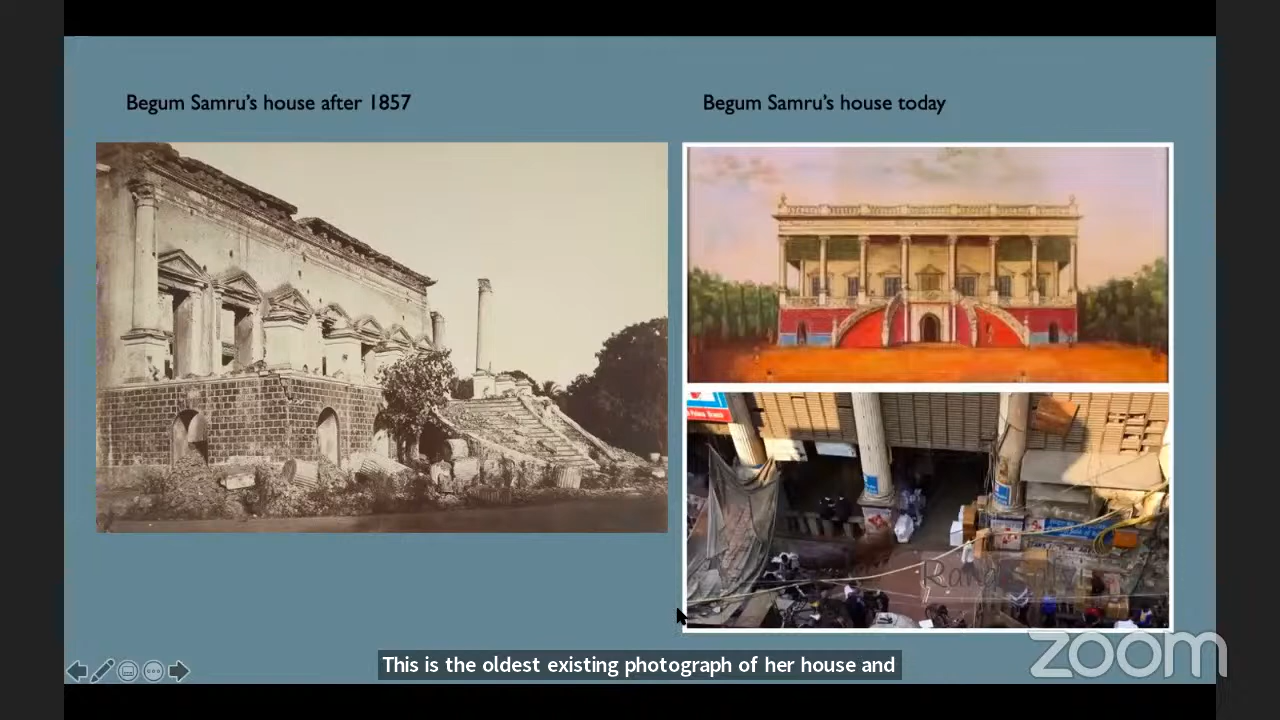 Begum Samru's house after 1857
Begum Samru's house today
This is the oldest existing photograph of her house and
zoom